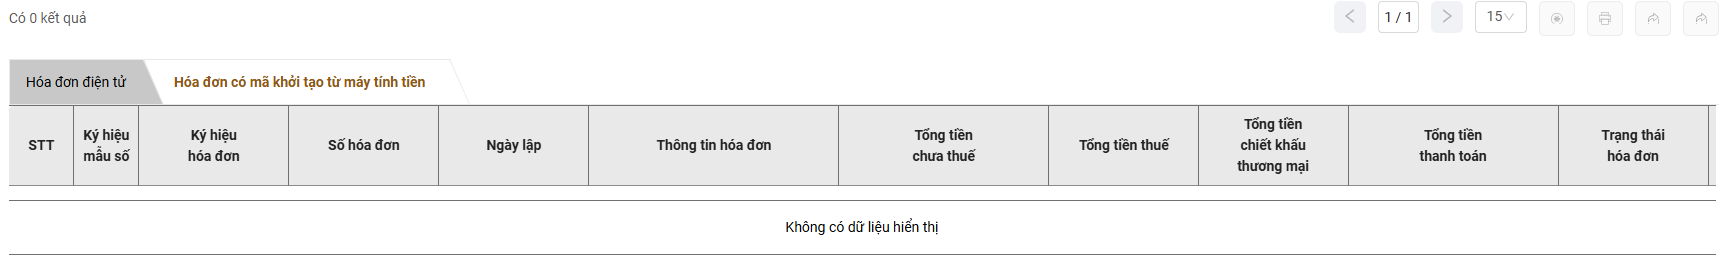 Có 0 kết quả
1 / 1
15
Hóa đơn điện tử
Hóa đơn có mã khởi tạo từ máy tính tiền
STT
Ký hiệu
mẫu số
Ký hiệu
hóa đơn
Số hóa đơn
Ngày lập
Thông tin hóa đơn
Tổng tiền
chưa thuế
Tổng tiền thuế
Tổng tiền
chiết khấu
thương mại
Tổng tiền
thanh toán
Trạng thái
hóa đơn
Không có dữ liệu hiển thị